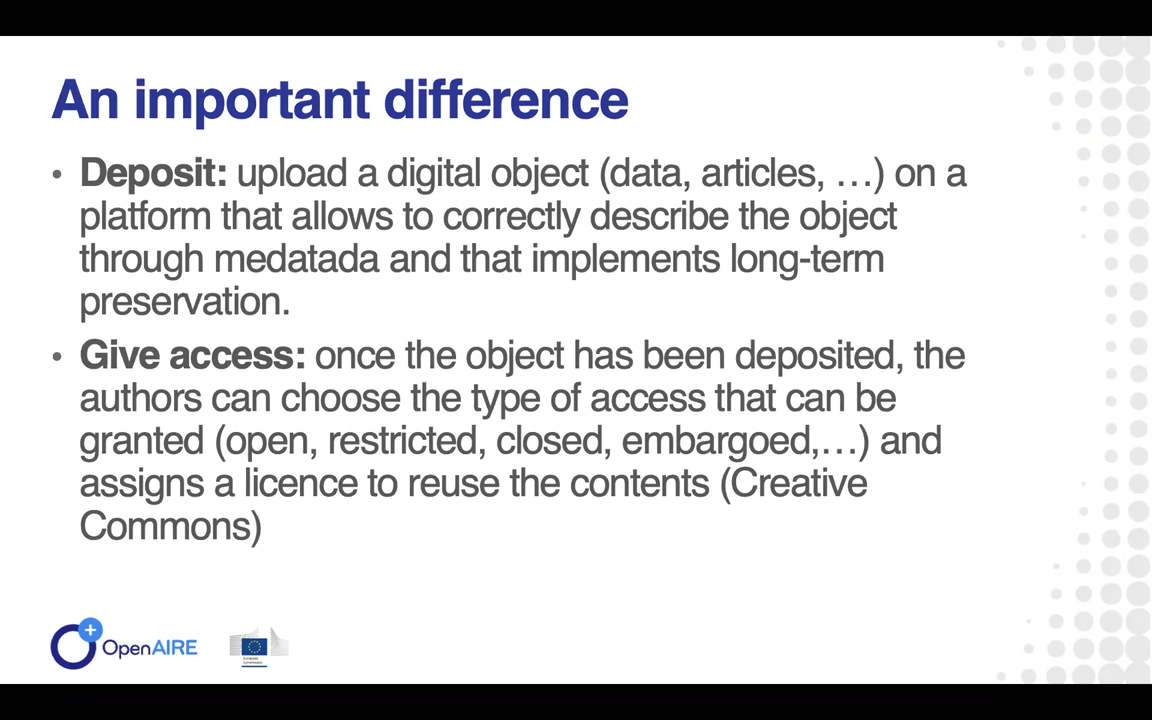 An important difference
• Deposit: upload a digital object (data, articles, …) on a
platform that allows to correctly describe the object
through medatada and that implements long-term
preservation.
• Give access: once the object has been deposited, the
authors can choose the type of access that can be
granted (open, restricted, closed, embargoed,…) and
assigns a licence to reuse the contents (Creative
Commons)
OpenAIRE
European
Commission